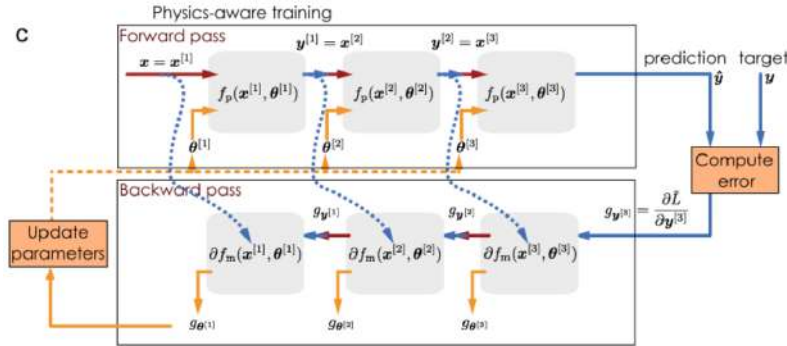 Physics-aware training
c
Forward pass
x = x^[1]
y^[1] = x^[2]
y^[2] = x^[3]
prediction
ŷ
target
y
f_p(x^[1], θ^[1])
f_p(x^[2], θ^[2])
f_p(x^[3], θ^[3])
θ^[1]
θ^[2]
θ^[3]
Compute
error
Backward pass
g_y^[1]
g_y^[2]
g_y^[3] = ∂L̃/∂y^[3]
Update
parameters
∂f_m(x^[1], θ^[1])
∂f_m(x^[2], θ^[2])
∂f_m(x^[3], θ^[3])
g_θ^[1]
g_θ^[2]
g_θ^[3]